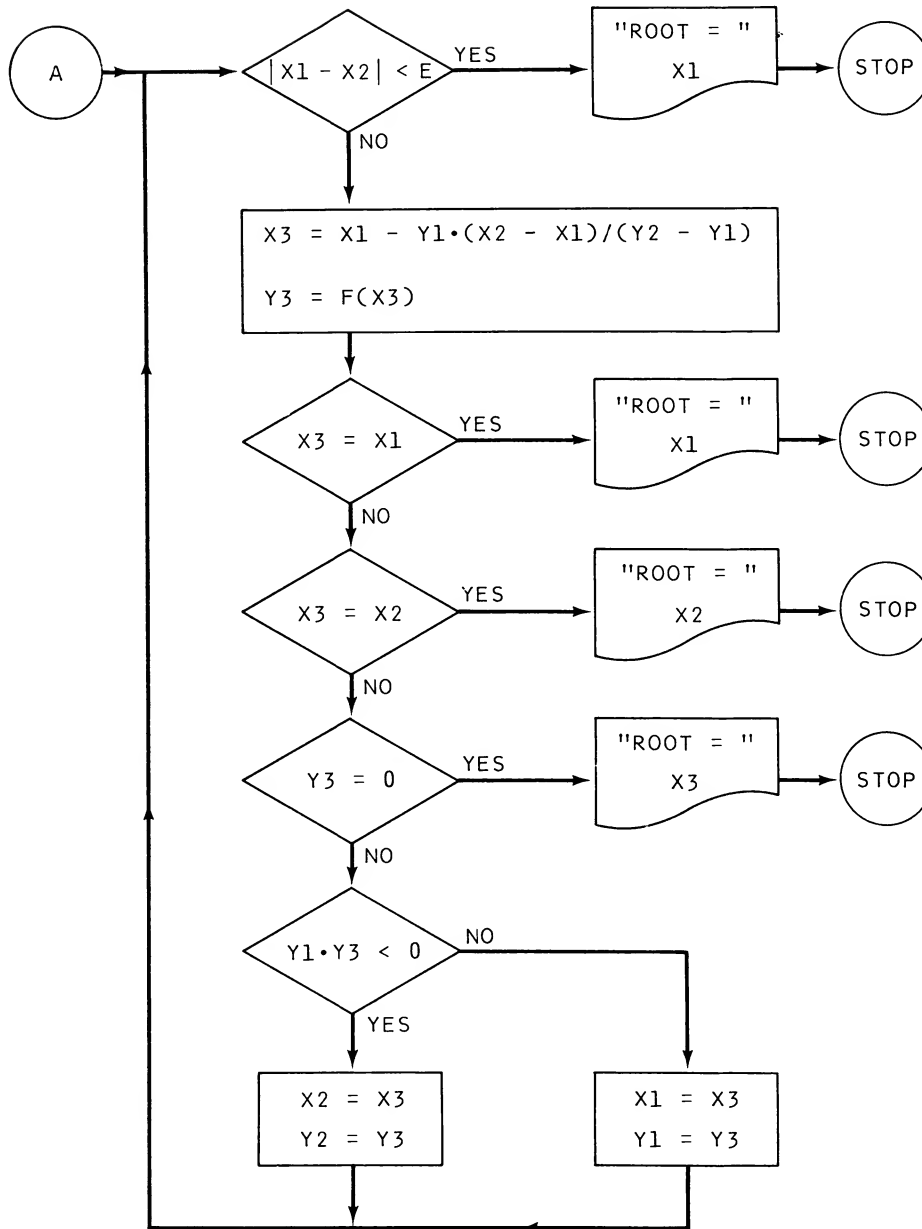 A
|X1 - X2| < E
YES
"ROOT = "
X1
STOP
NO
X3 = X1 - Y1•(X2 - X1)/(Y2 - Y1)
Y3 = F(X3)
X3 = X1
YES
"ROOT = "
X1
STOP
NO
X3 = X2
YES
"ROOT = "
X2
STOP
NO
Y3 = 0
YES
"ROOT = "
X3
STOP
NO
Y1•Y3 < 0
NO
YES
X2 = X3
Y2 = Y3
X1 = X3
Y1 = Y3